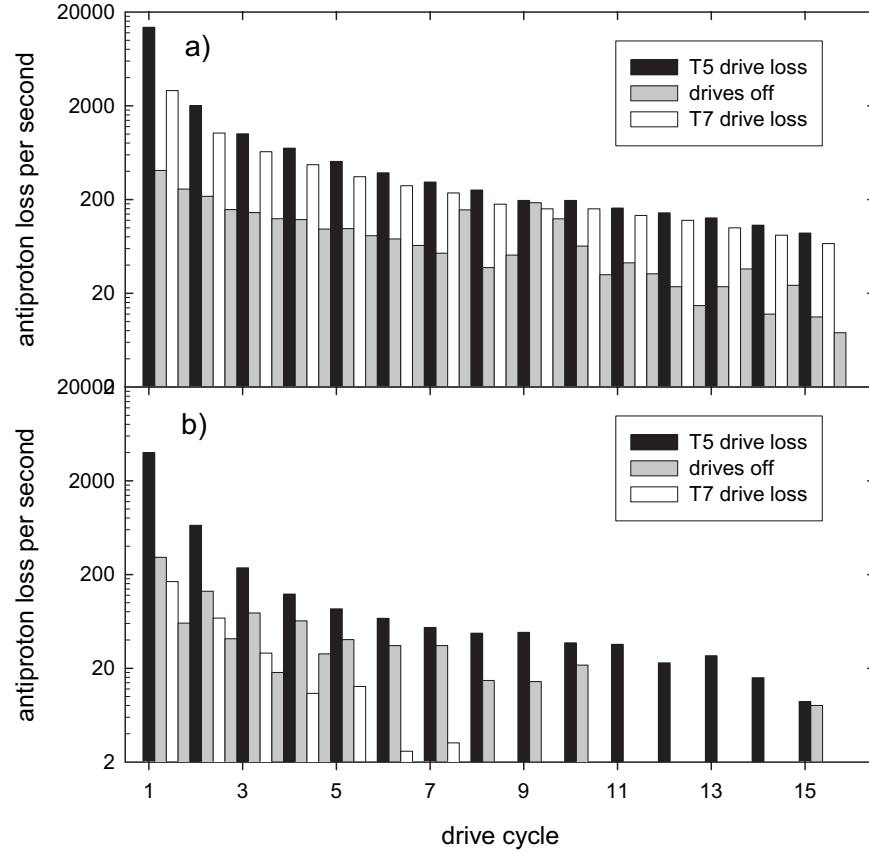 20000
2000
200
20
2
a)
T5 drive loss
drives off
T7 drive loss
antiproton loss per second
20000
2000
200
20
2
b)
T5 drive loss
drives off
T7 drive loss
antiproton loss per second
1 3 5 7 9 11 13 15
drive cycle